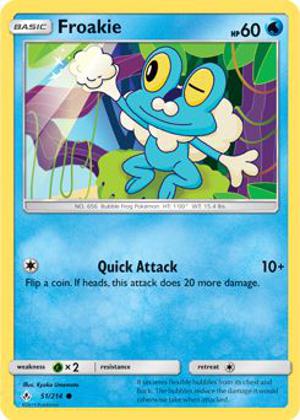 BASIC Froakie HP60
NO. 656 Bubble Frog Pokémon HT: 1'00" WT: 15.4 lbs.
Quick Attack 10+
Flip a coin. If heads, this attack does 20 more damage.
weakness ×2 resistance retreat
Illus. Kyoko Umemoto
51/214
It secretes flexible bubbles from its chest and
back. The bubbles reduce the damage it
would otherwise take when attacked.